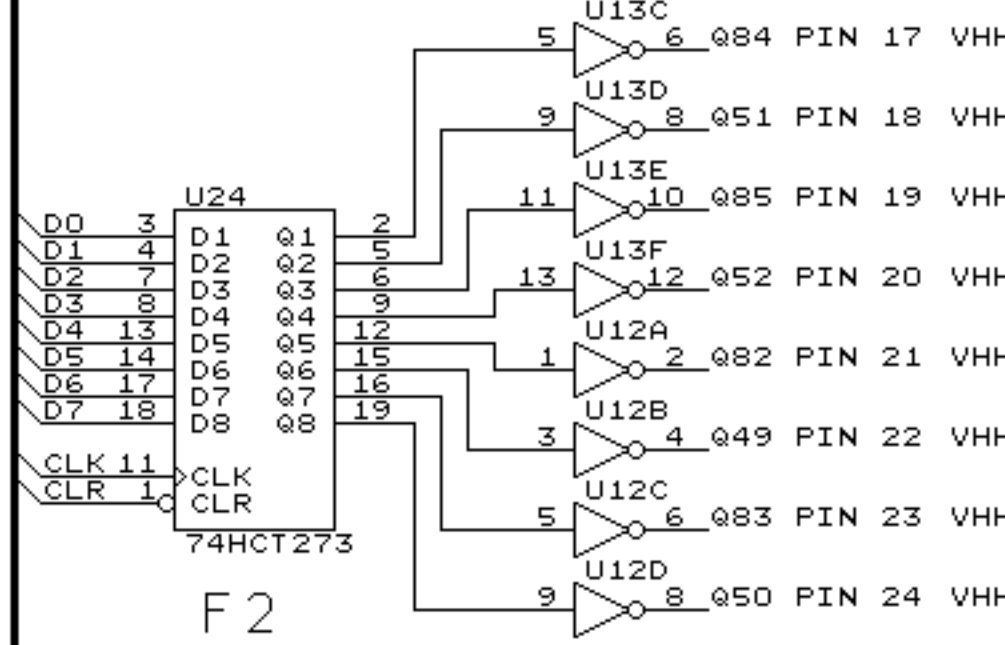 U13C
5 6 Q84 PIN 17 VHH
U13D
9 8 Q51 PIN 18 VHH
U13E
11 10 Q85 PIN 19 VHH
U13F
13 12 Q52 PIN 20 VHH
U12A
1 2 Q82 PIN 21 VHH
U12B
3 4 Q49 PIN 22 VHH
U12C
5 6 Q83 PIN 23 VHH
U12D
9 8 Q50 PIN 24 VHH
U24
D0 3 D1 Q1 2
D1 4 D2 Q2 5
D2 7 D3 Q3 6
D3 8 D4 Q4 9
D4 13 D5 Q5 12
D5 14 D6 Q6 15
D6 17 D7 Q7 16
D7 18 D8 Q8 19
CLK 11 CLK
CLR 1 CLR
74HCT273
F2